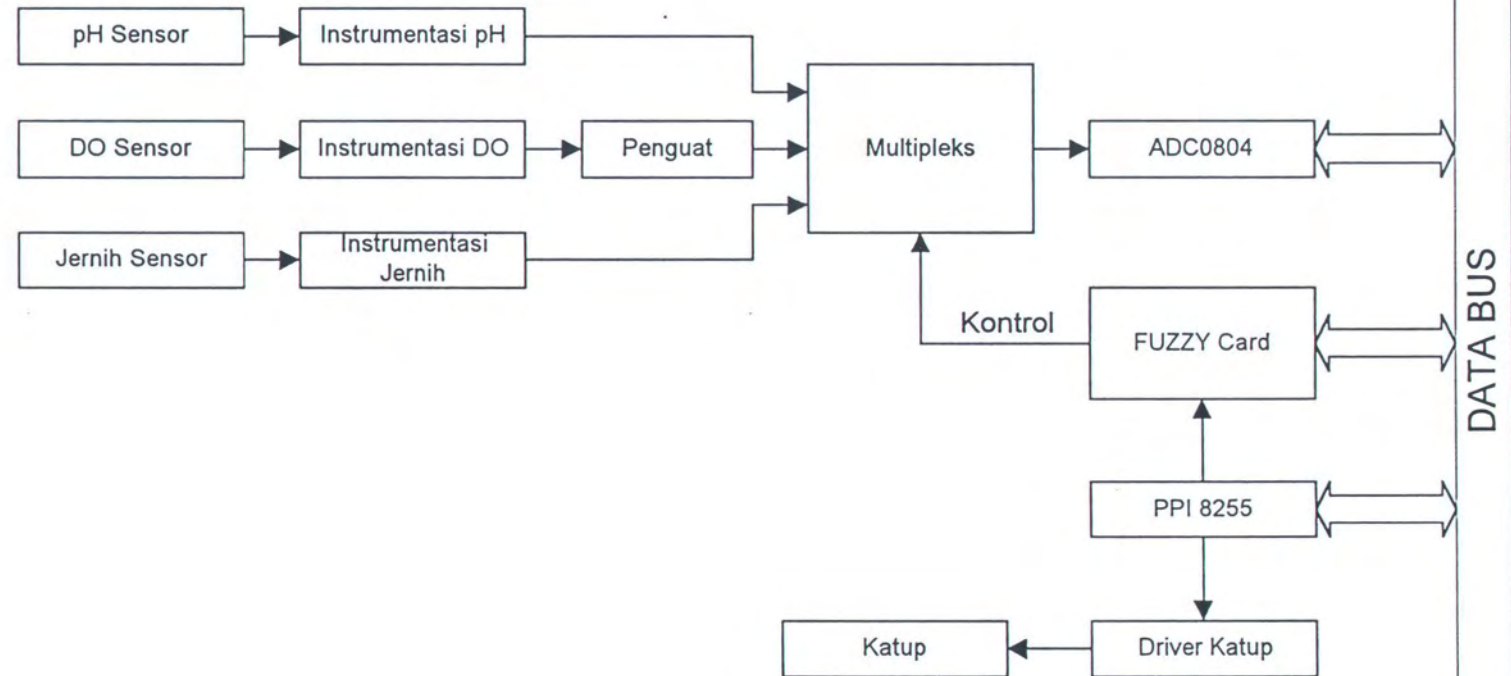 pH Sensor
Instrumentasi pH
DO Sensor
Instrumentasi DO
Penguat
Multipleks
ADC0804
Jernih Sensor
Instrumentasi
Jernih
Kontrol
FUZZY Card
DATA BUS
PPI 8255
Katup
Driver Katup